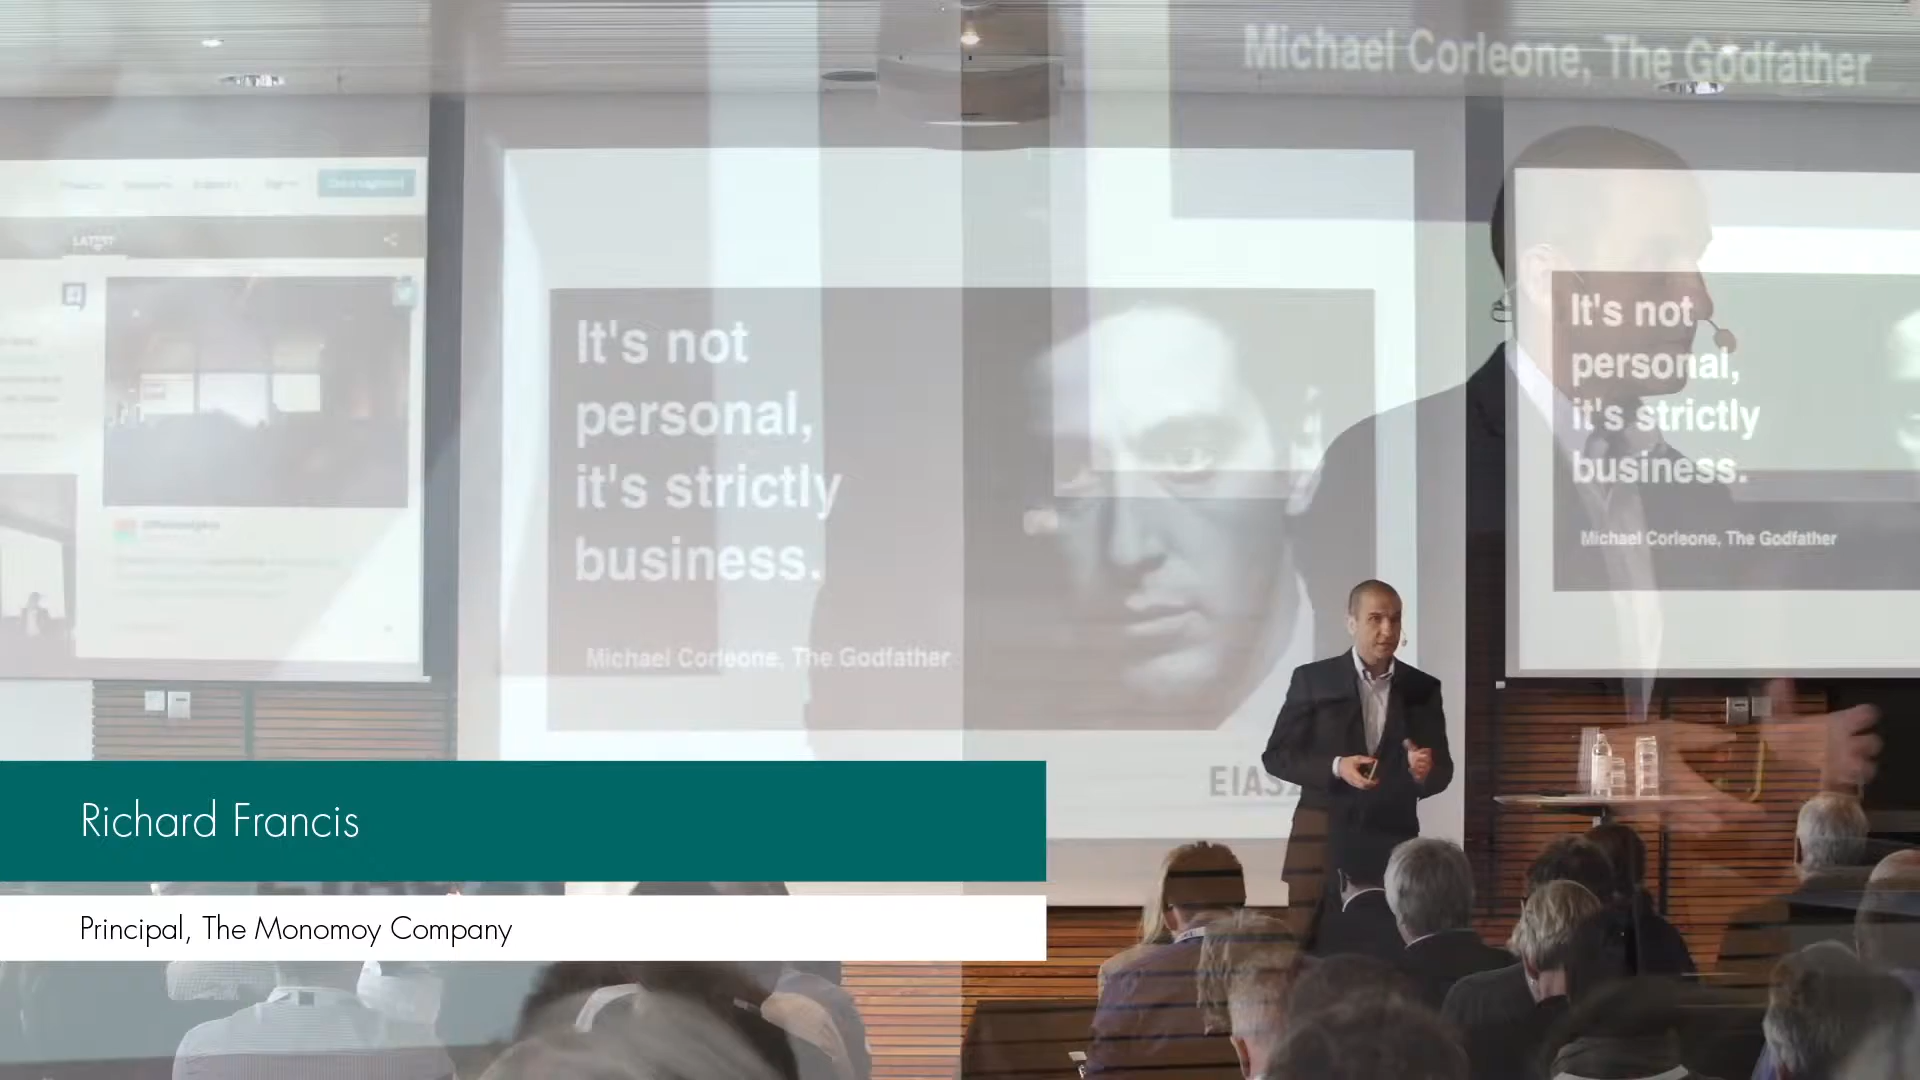 Michael Corleone, The Godfather
LATEST
It's not
personal,
it's strictly
business.
Michael Corleone, The Godfather
It's not
personal,
it's strictly
business.
Michael Corleone, The Godfather
Richard Francis
Principal, The Monomoy Company